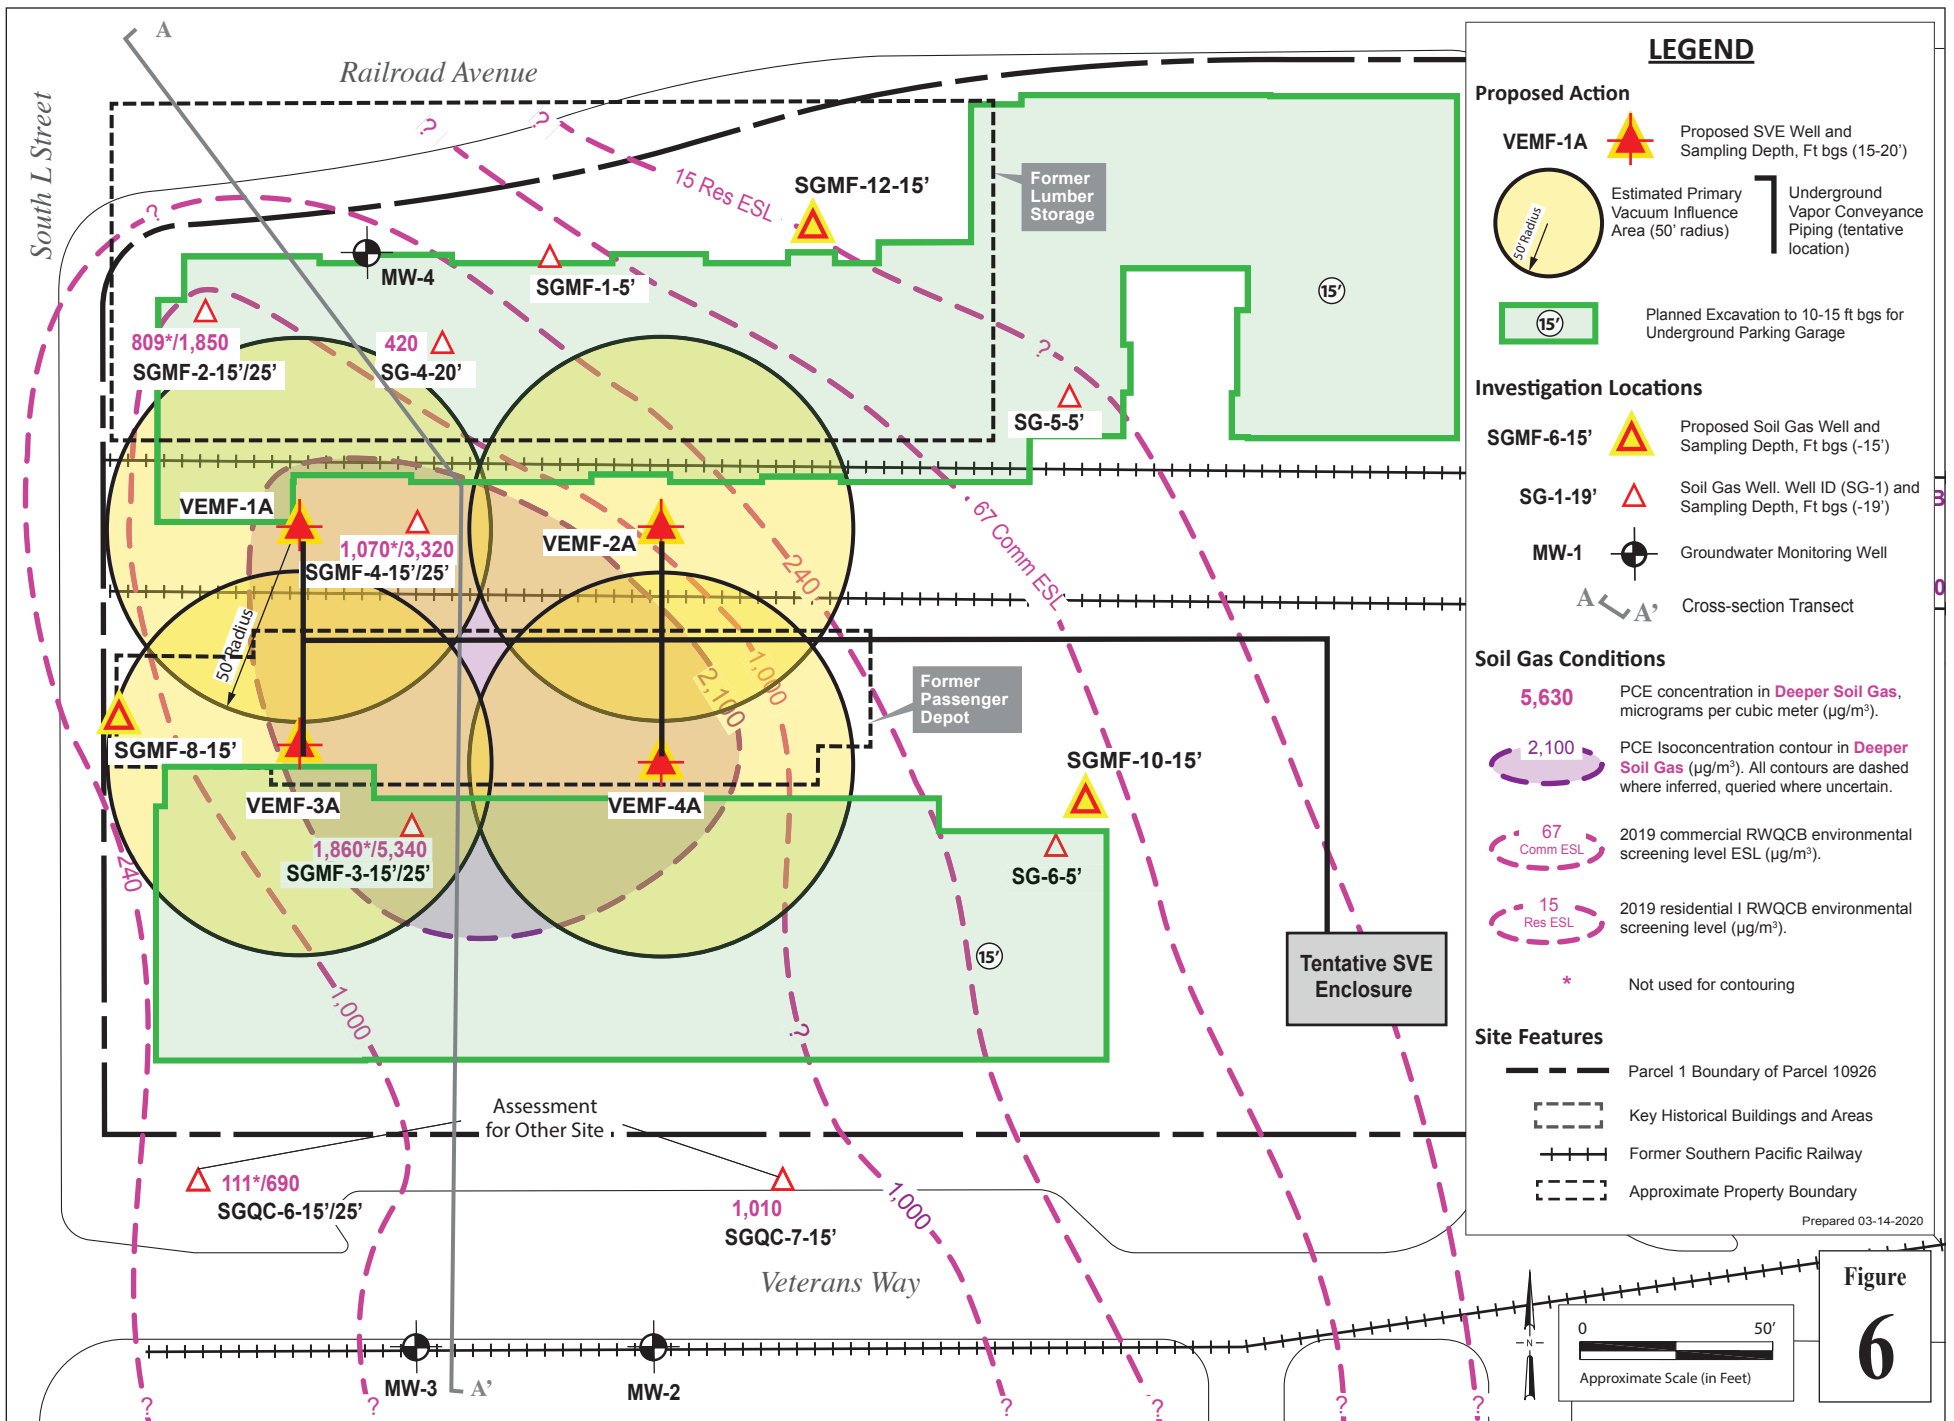 A
Railroad Avenue
South L Street
?
?
?
15 Res ESL
SGMF-12-15’
Former
Lumber
Storage
MW-4
SGMF-1-5’
15’
809*/1,850
SGMF-2-15’/25’
420
SG-4-20’
?
SG-5-5’
VEMF-1A
1,070*/3,320
SGMF-4-15’/25’
VEMF-2A
240
67 Comm ESL
50’ Radius
2,100
1,000
Former
Passenger
Depot
SGMF-8-15’
SGMF-10-15’
VEMF-3A
VEMF-4A
1,860*/5,340
SGMF-3-15’/25’
SG-6-5’
240
15’
Tentative SVE
Enclosure
1,000
?
Assessment
for Other Site
111*/690
SGQC-6-15’/25’
1,010
SGQC-7-15’
1,000
Veterans Way
MW-3
A’
MW-2
?
?
?
?
?
?
LEGEND
Proposed Action
VEMF-1A
Proposed SVE Well and
Sampling Depth, Ft bgs (15-20’)
50’ Radius
Estimated Primary
Vacuum Influence
Area (50’ radius)
Underground
Vapor Conveyance
Piping (tentative
location)
15’
Planned Excavation to 10-15 ft bgs for
Underground Parking Garage
Investigation Locations
SGMF-6-15’
Proposed Soil Gas Well and
Sampling Depth, Ft bgs (-15’)
SG-1-19’
Soil Gas Well. Well ID (SG-1) and
Sampling Depth, Ft bgs (-19’)
MW-1
Groundwater Monitoring Well
A A’
Cross-section Transect
Soil Gas Conditions
5,630
PCE concentration in Deeper Soil Gas,
micrograms per cubic meter (µg/m³).
2,100
PCE Isoconcentration contour in Deeper
Soil Gas (µg/m³). All contours are dashed
where inferred, queried where uncertain.
67
Comm ESL
2019 commercial RWQCB environmental
screening level ESL (µg/m³).
15
Res ESL
2019 residential I RWQCB environmental
screening level (µg/m³).
*
Not used for contouring
Site Features
Parcel 1 Boundary of Parcel 10926
Key Historical Buildings and Areas
Former Southern Pacific Railway
Approximate Property Boundary
Prepared 03-14-2020
N
0 50’
Approximate Scale (in Feet)
Figure
6